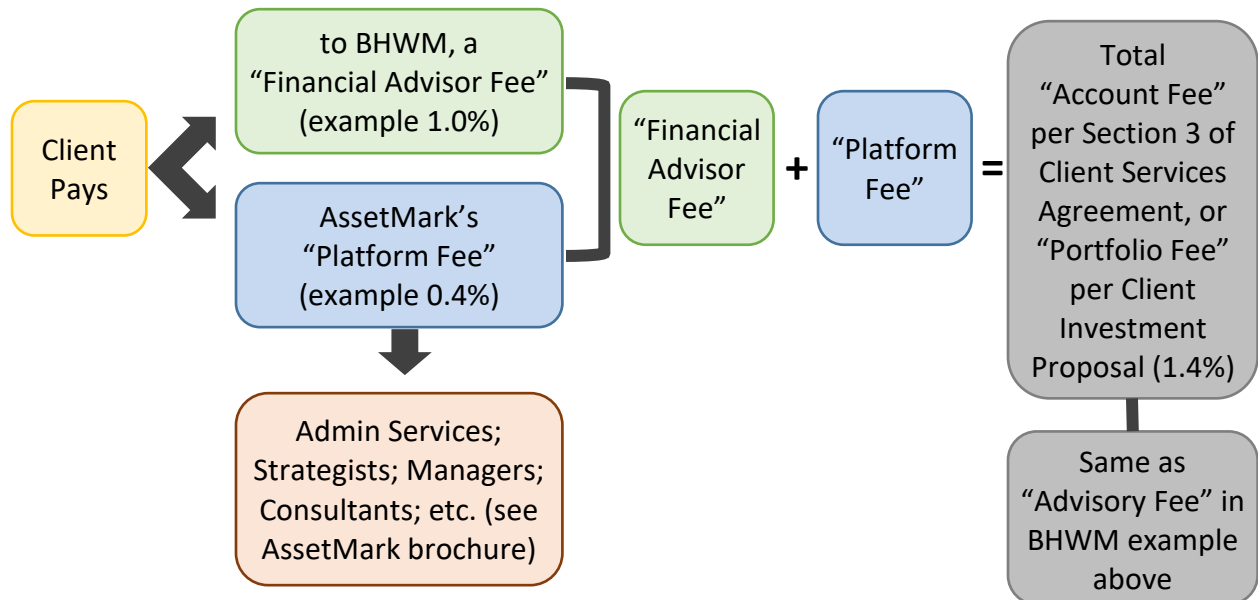 Client
Pays
to BHWM, a
“Financial Advisor Fee”
(example 1.0%)
AssetMark’s
“Platform Fee”
(example 0.4%)
Admin Services;
Strategists; Managers;
Consultants; etc. (see
AssetMark brochure)
“Financial
Advisor
Fee”
+
“Platform
Fee”
=
Total
“Account Fee”
per Section 3 of
Client Services
Agreement, or
“Portfolio Fee”
per Client
Investment
Proposal (1.4%)
Same as
“Advisory Fee” in
BHWM example
above